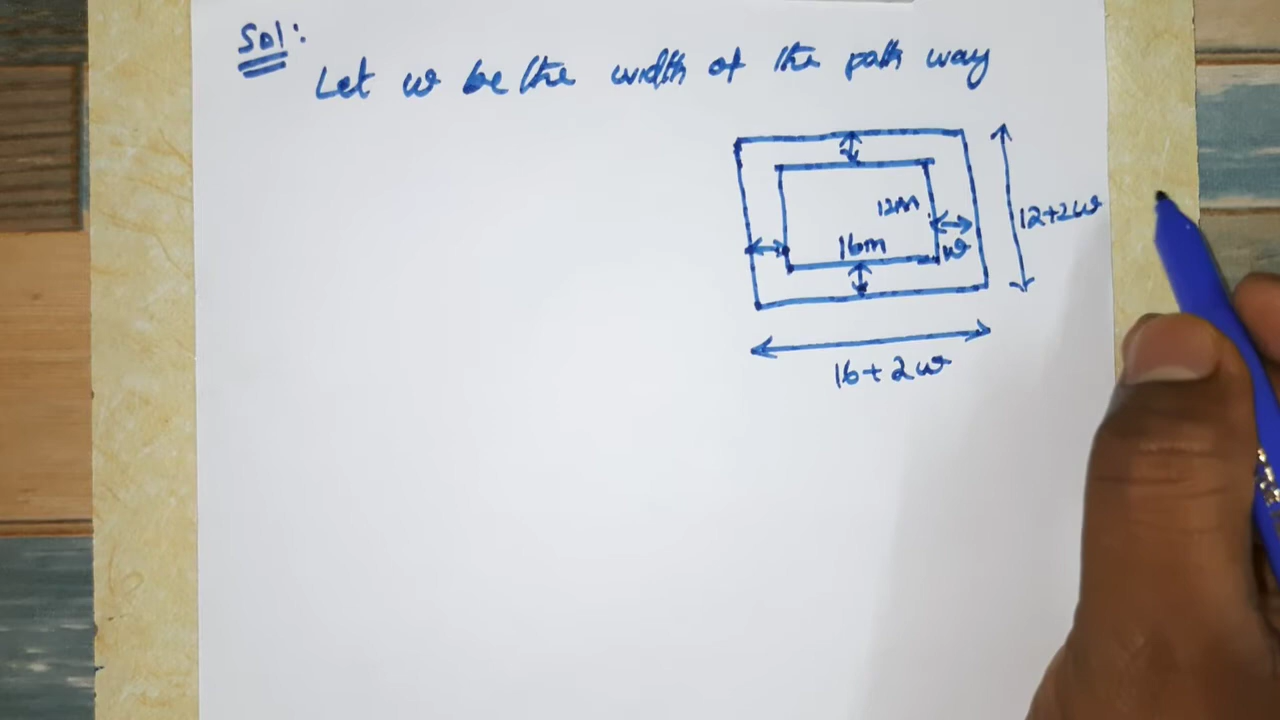 Sol:
Let w be the width of the path way
12m
12+2w
16m
w
16+2w